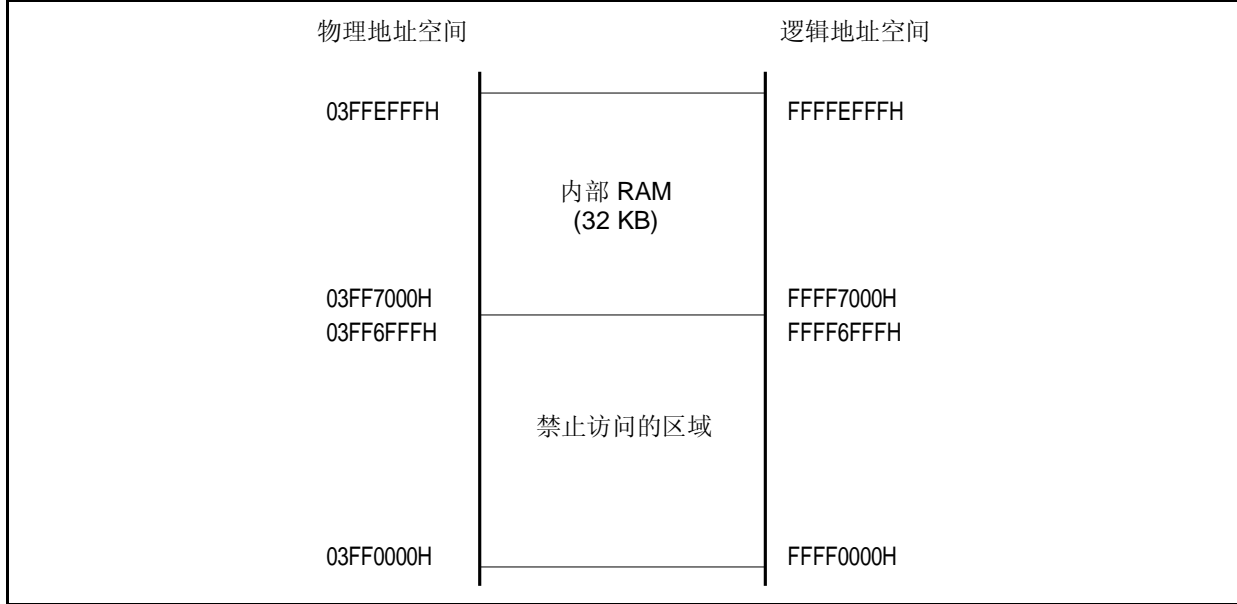 物理地址空间 逻辑地址空间
03FFEFFFH FFFFEFFFH
内部 RAM
(32 KB)
03FF7000H FFFF7000H
03FF6FFFH FFFF6FFFH
禁止访问的区域
03FF0000H FFFF0000H